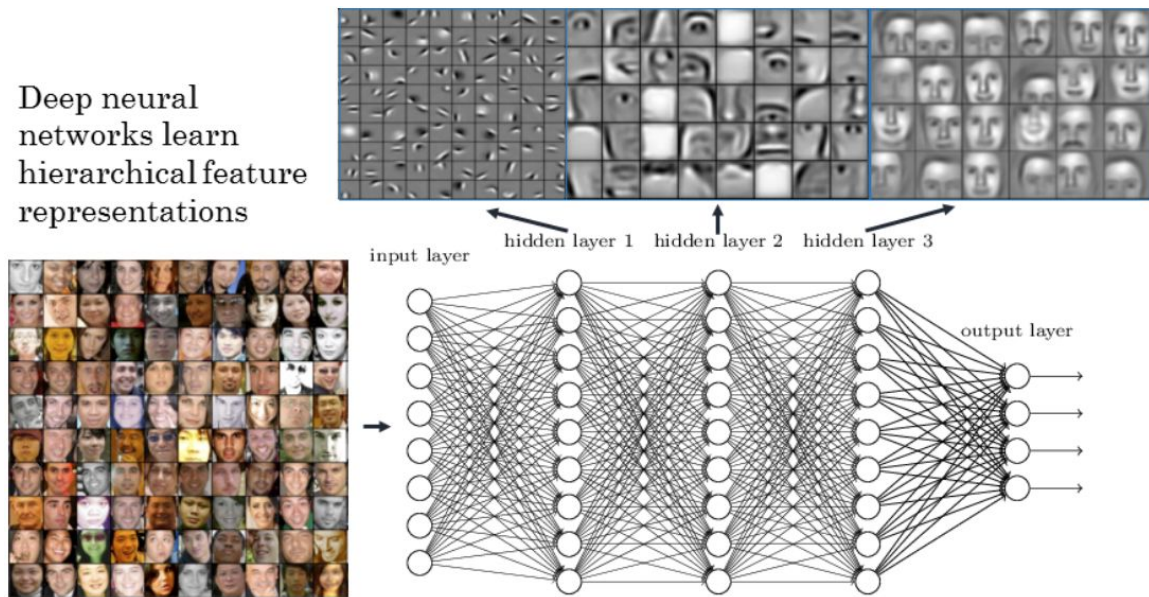 Deep neural
networks learn
hierarchical feature
representations
input layer
hidden layer 1
hidden layer 2
hidden layer 3
output layer